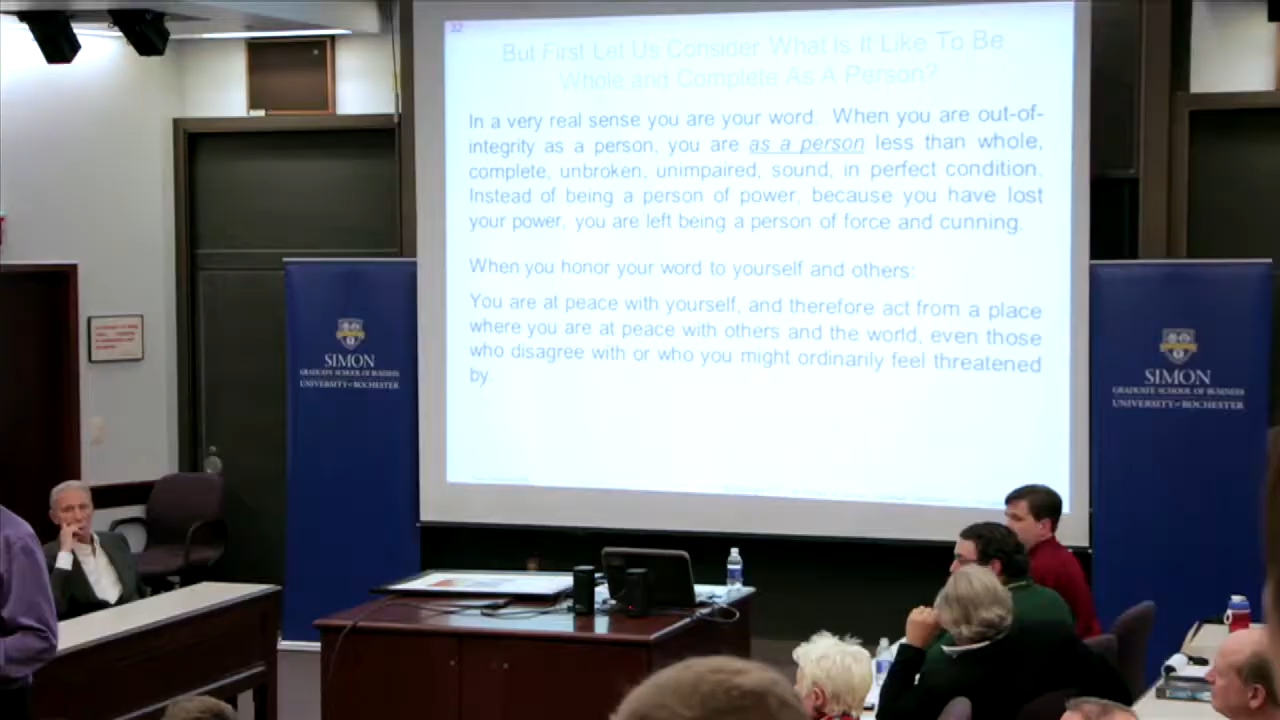 32
But First Let Us Consider What Is It Like To Be
Whole and Complete As A Person?
In a very real sense you are your word. When you are out-of-
integrity as a person, you are as a person less than whole,
complete, unbroken, unimpaired, sound, in perfect condition.
Instead of being a person of power, because you have lost
your power, you are left being a person of force and cunning.
When you honor your word to yourself and others:
You are at peace with yourself, and therefore act from a place
where you are at peace with others and the world, even those
who disagree with or who you might ordinarily feel threatened
by.
SIMON
GRADUATE SCHOOL OF BUSINESS
UNIVERSITY of ROCHESTER
SIMON
GRADUATE SCHOOL OF BUSINESS
UNIVERSITY of ROCHESTER